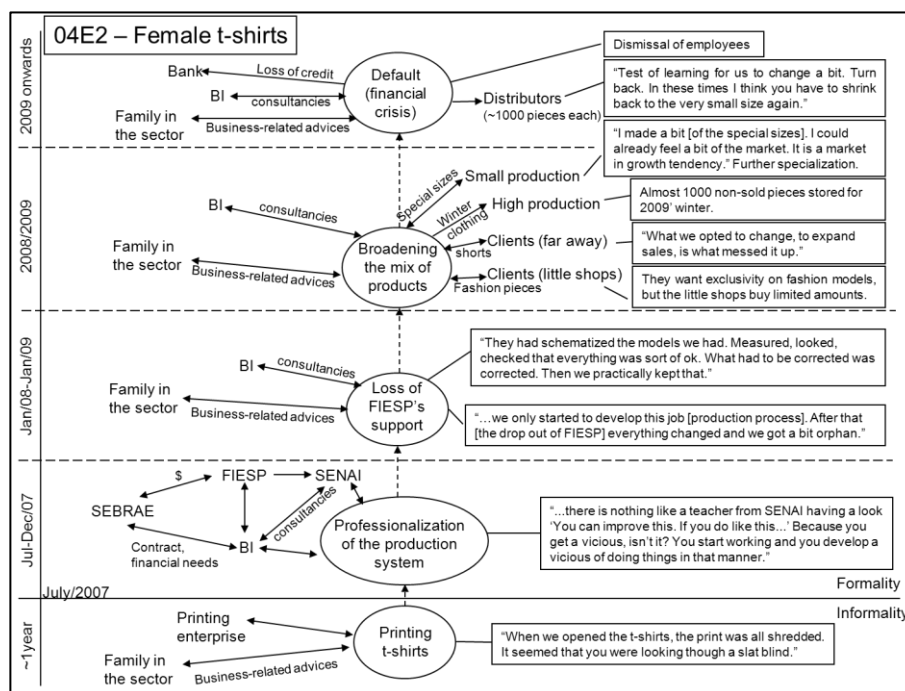 04E2 – Female t-shirts
2009 onwards
Bank
Loss of credit
BI
consultancies
Family in
the sector
Business-related advices
Default
(financial
crisis)
Distributors
(~1000 pieces each)
Dismissal of employees
“Test of learning for us to change a bit. Turn
back. In these times I think you have to shrink
back to the very small size again.”
2008/2009
BI
consultancies
Family in
the sector
Business-related advices
Broadening
the mix of
products
Special sizes
Small production
Winter
clothing
High production
shorts
Clients (far away)
Clients (little shops)
Fashion pieces
“I made a bit [of the special sizes]. I could
already feel a bit of the market. It is a market
in growth tendency.” Further specialization.
Almost 1000 non-sold pieces stored for
2009’ winter.
“What we opted to change, to expand
sales, is what messed it up.”
They want exclusivity on fashion models,
but the little shops buy limited amounts.
Jan/08-Jan/09
BI
consultancies
Family in
the sector
Business-related advices
Loss of
FIESP’s
support
“They had schematized the models we had. Measured, looked,
checked that everything was sort of ok. What had to be corrected was
corrected. Then we practically kept that.”
“…we only started to develop this job [production process]. After that
[the drop out of FIESP] everything changed and we got a bit orphan.”
Jul-Dec/07
$
FIESP
SENAI
SEBRAE
consultancies
BI
Contract,
financial needs
Professionalization
of the production
system
“…there is nothing like a teacher from SENAI having a look
‘You can improve this. If you do like this…’ Because you
get a vicious, isn’t it? You start working and you develop a
vicious of doing things in that manner.”
July/2007
Formality
Informality
~1year
Printing
enterprise
Family in
the sector
Business-related advices
Printing
t-shirts
“When we opened the t-shirts, the print was all shredded.
It seemed that you were looking though a slat blind.”